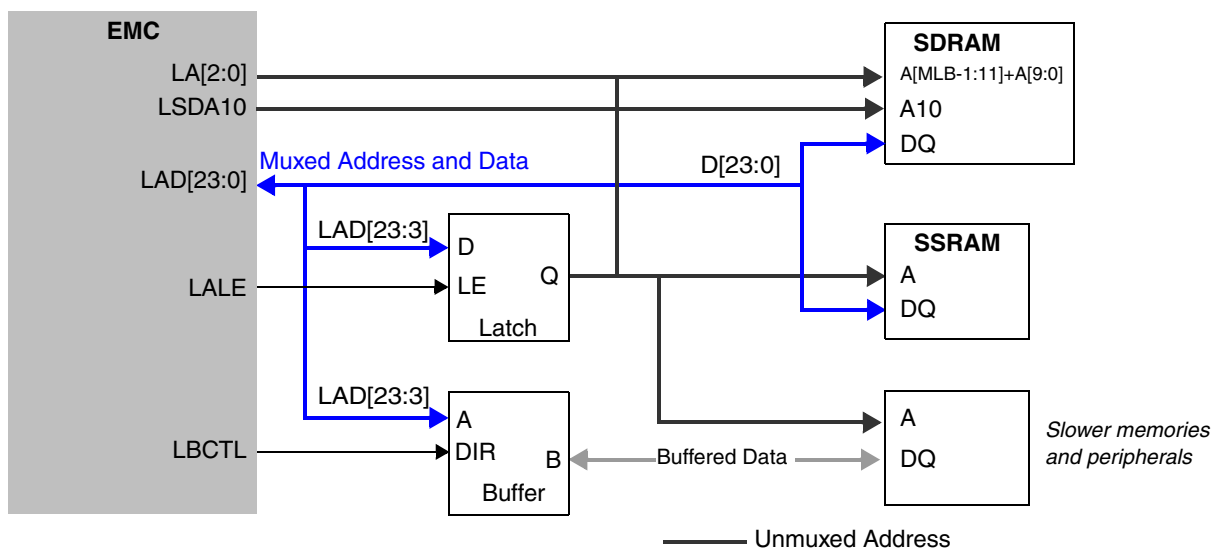 EMC
SDRAM
LA[2:0]
A[MLB-1:11]+A[9:0]
LSDA10
A10
DQ
Muxed Address and Data
D[23:0]
LAD[23:0]
LAD[23:3]
D
SSRAM
Q
A
LALE
LE
DQ
Latch
LAD[23:3]
A
A
Slower memories
and peripherals
LBCTL
DIR
B
Buffered Data
DQ
Buffer
Unmuxed Address